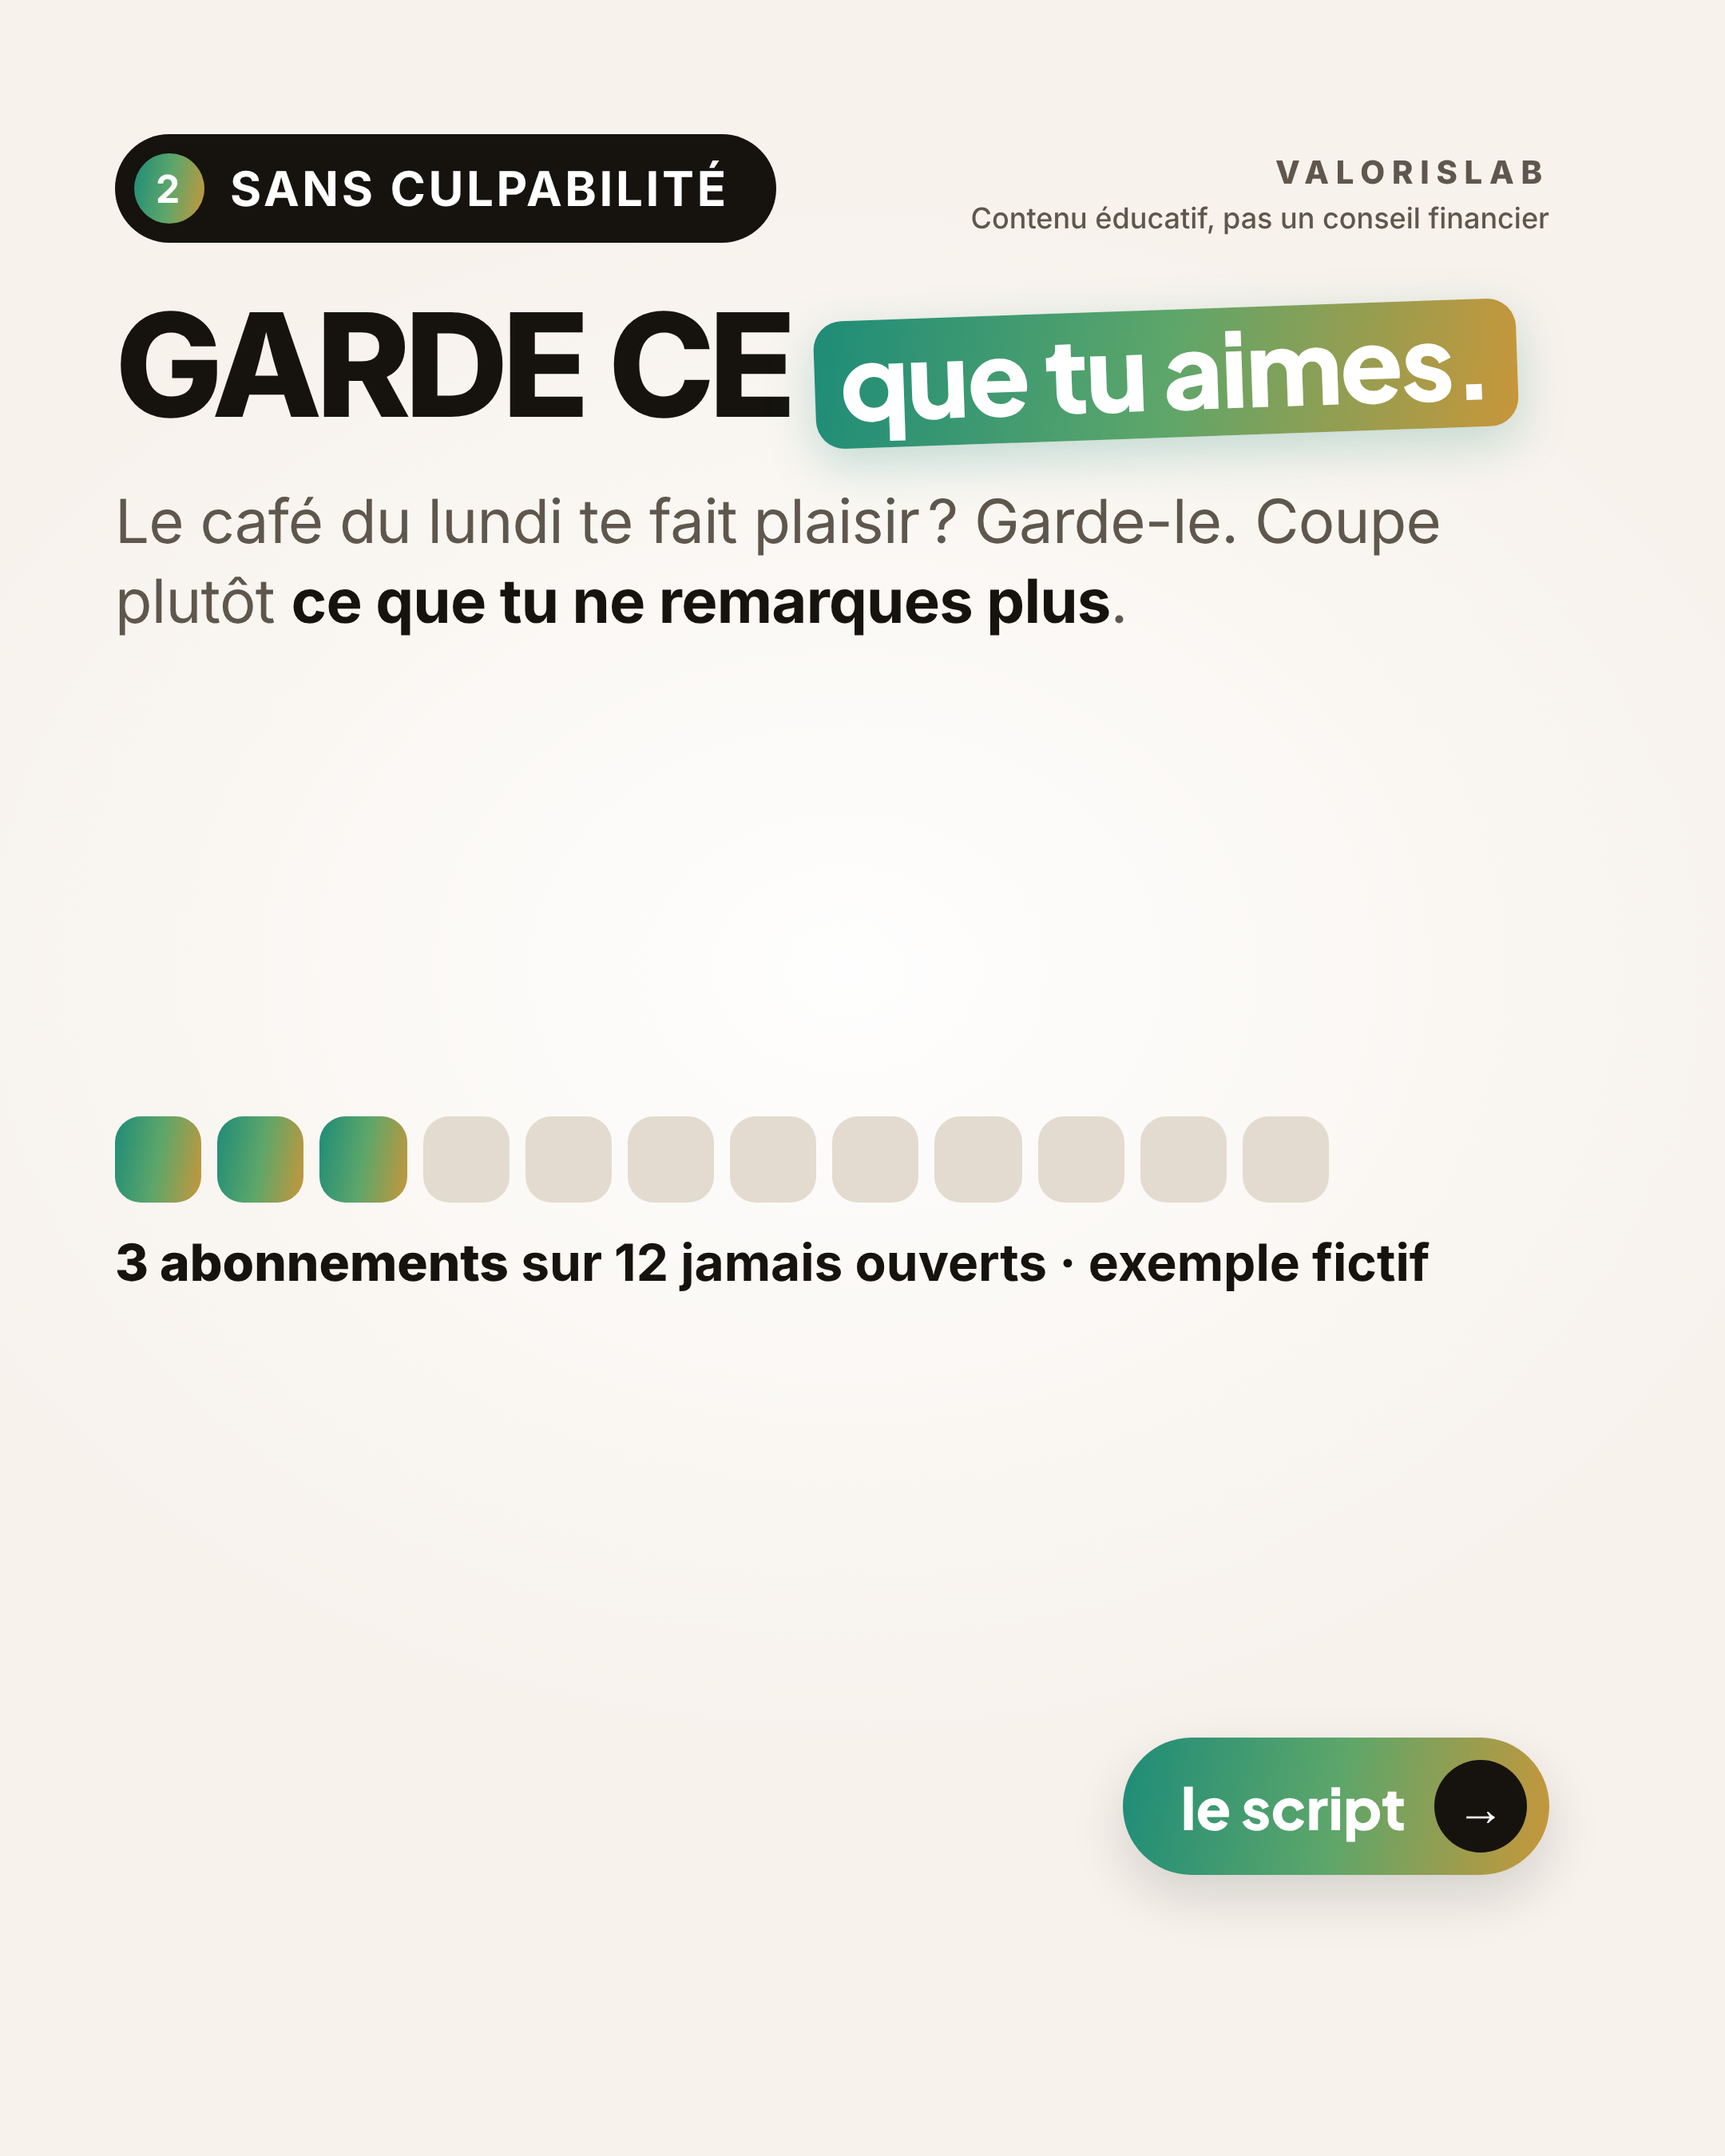 2 SANS CULPABILITÉ
VALORISLAB
Contenu éducatif, pas un conseil financier
GARDE CE que tu aimes.
Le café du lundi te fait plaisir ? Garde-le. Coupe
plutôt ce que tu ne remarques plus.
3 abonnements sur 12 jamais ouverts · exemple fictif
le script →